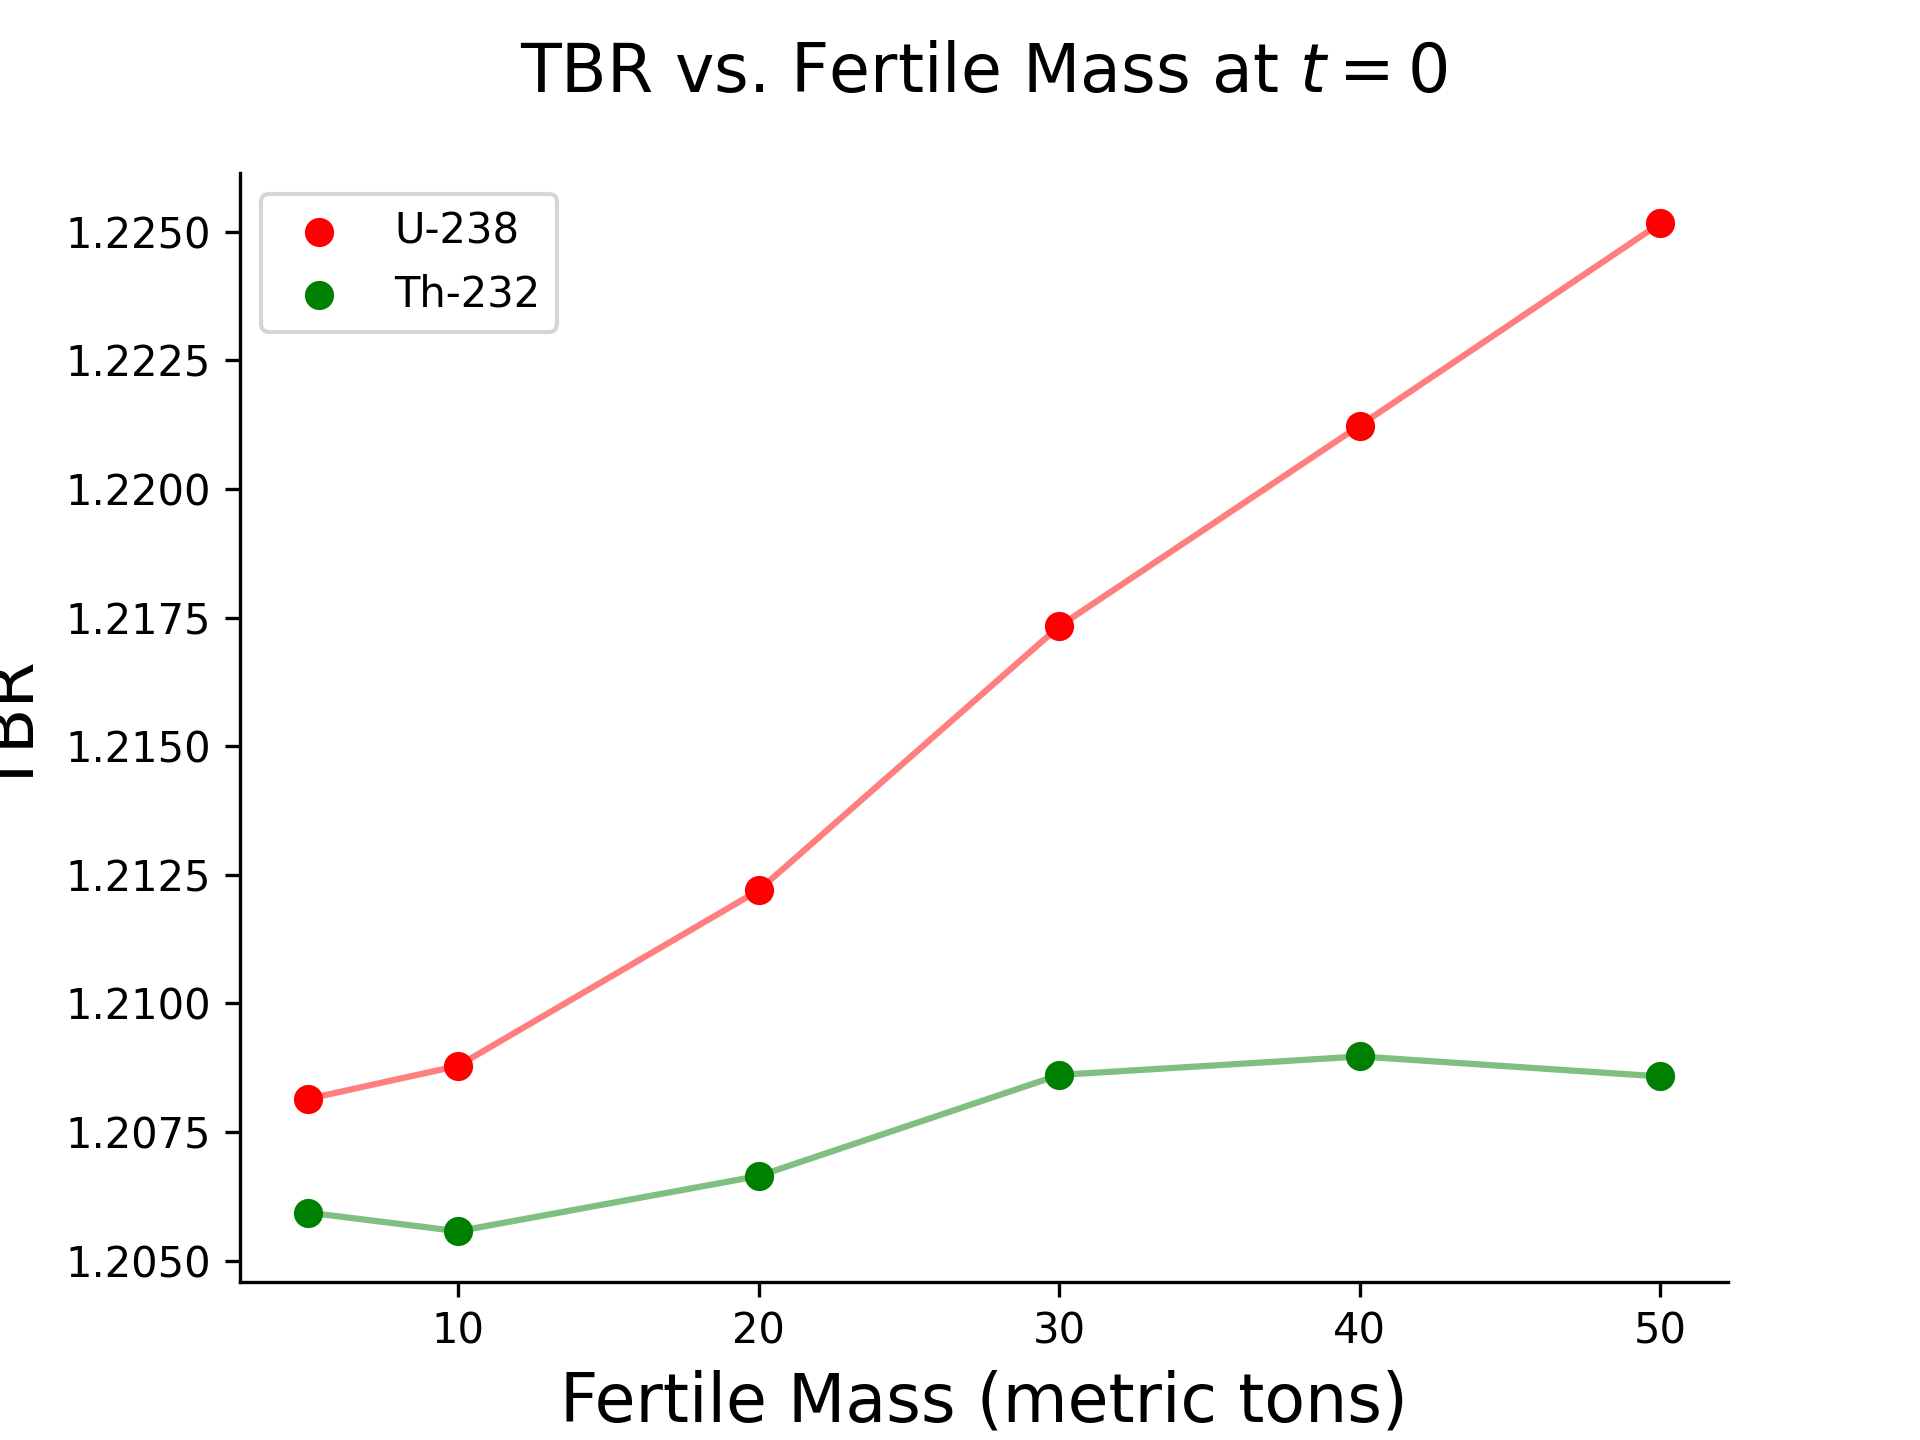 TBR vs. Fertile Mass at t = 0
U-238
Th-232
1.2250
1.2225
1.2200
1.2175
1.2150
1.2125
1.2100
1.2075
1.2050
TBR
10 20 30 40 50
Fertile Mass (metric tons)